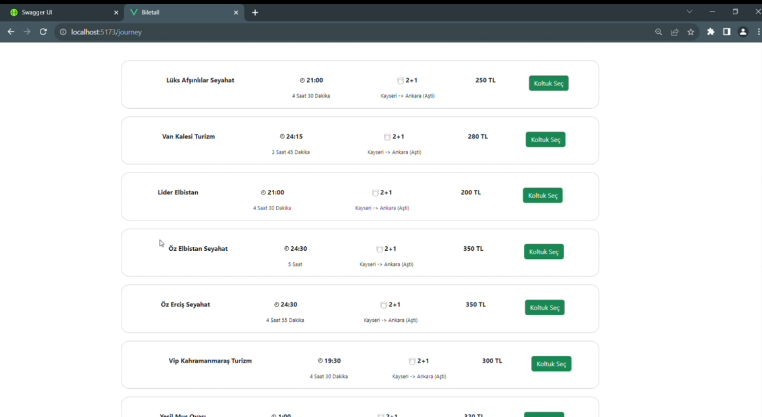 Swagger UI
Biletall
localhost:5173/journey
Lüks Afşınlılar Seyahat 21:00 2+1 250 TL Koltuk Seç
4 Saat 30 Dakika Kayseri -> Ankara (Aşti)
Van Kalesi Turizm 24:15 2+1 280 TL Koltuk Seç
3 Saat 45 Dakika Kayseri -> Ankara (Aşti)
Lider Elbistan 21:00 2+1 200 TL Koltuk Seç
4 Saat 30 Dakika Kayseri -> Ankara (Aşti)
Öz Elbistan Seyahat 24:30 2+1 350 TL Koltuk Seç
5 Saat Kayseri -> Ankara (Aşti)
Öz Erciş Seyahat 24:30 2+1 350 TL Koltuk Seç
4 Saat 55 Dakika Kayseri -> Ankara (Aşti)
Vip Kahramanmaraş Turizm 19:30 2+1 300 TL Koltuk Seç
4 Saat 30 Dakika Kayseri -> Ankara (Aşti)
Yeşil Muş Ovası 1:00 2+1 320 TL